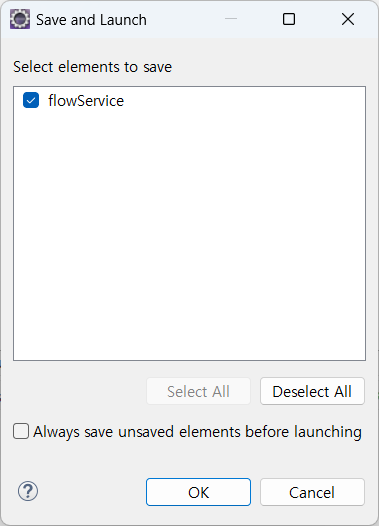 Save and Launch
Select elements to save
flowService
Select All
Deselect All
Always save unsaved elements before launching
?
OK
Cancel